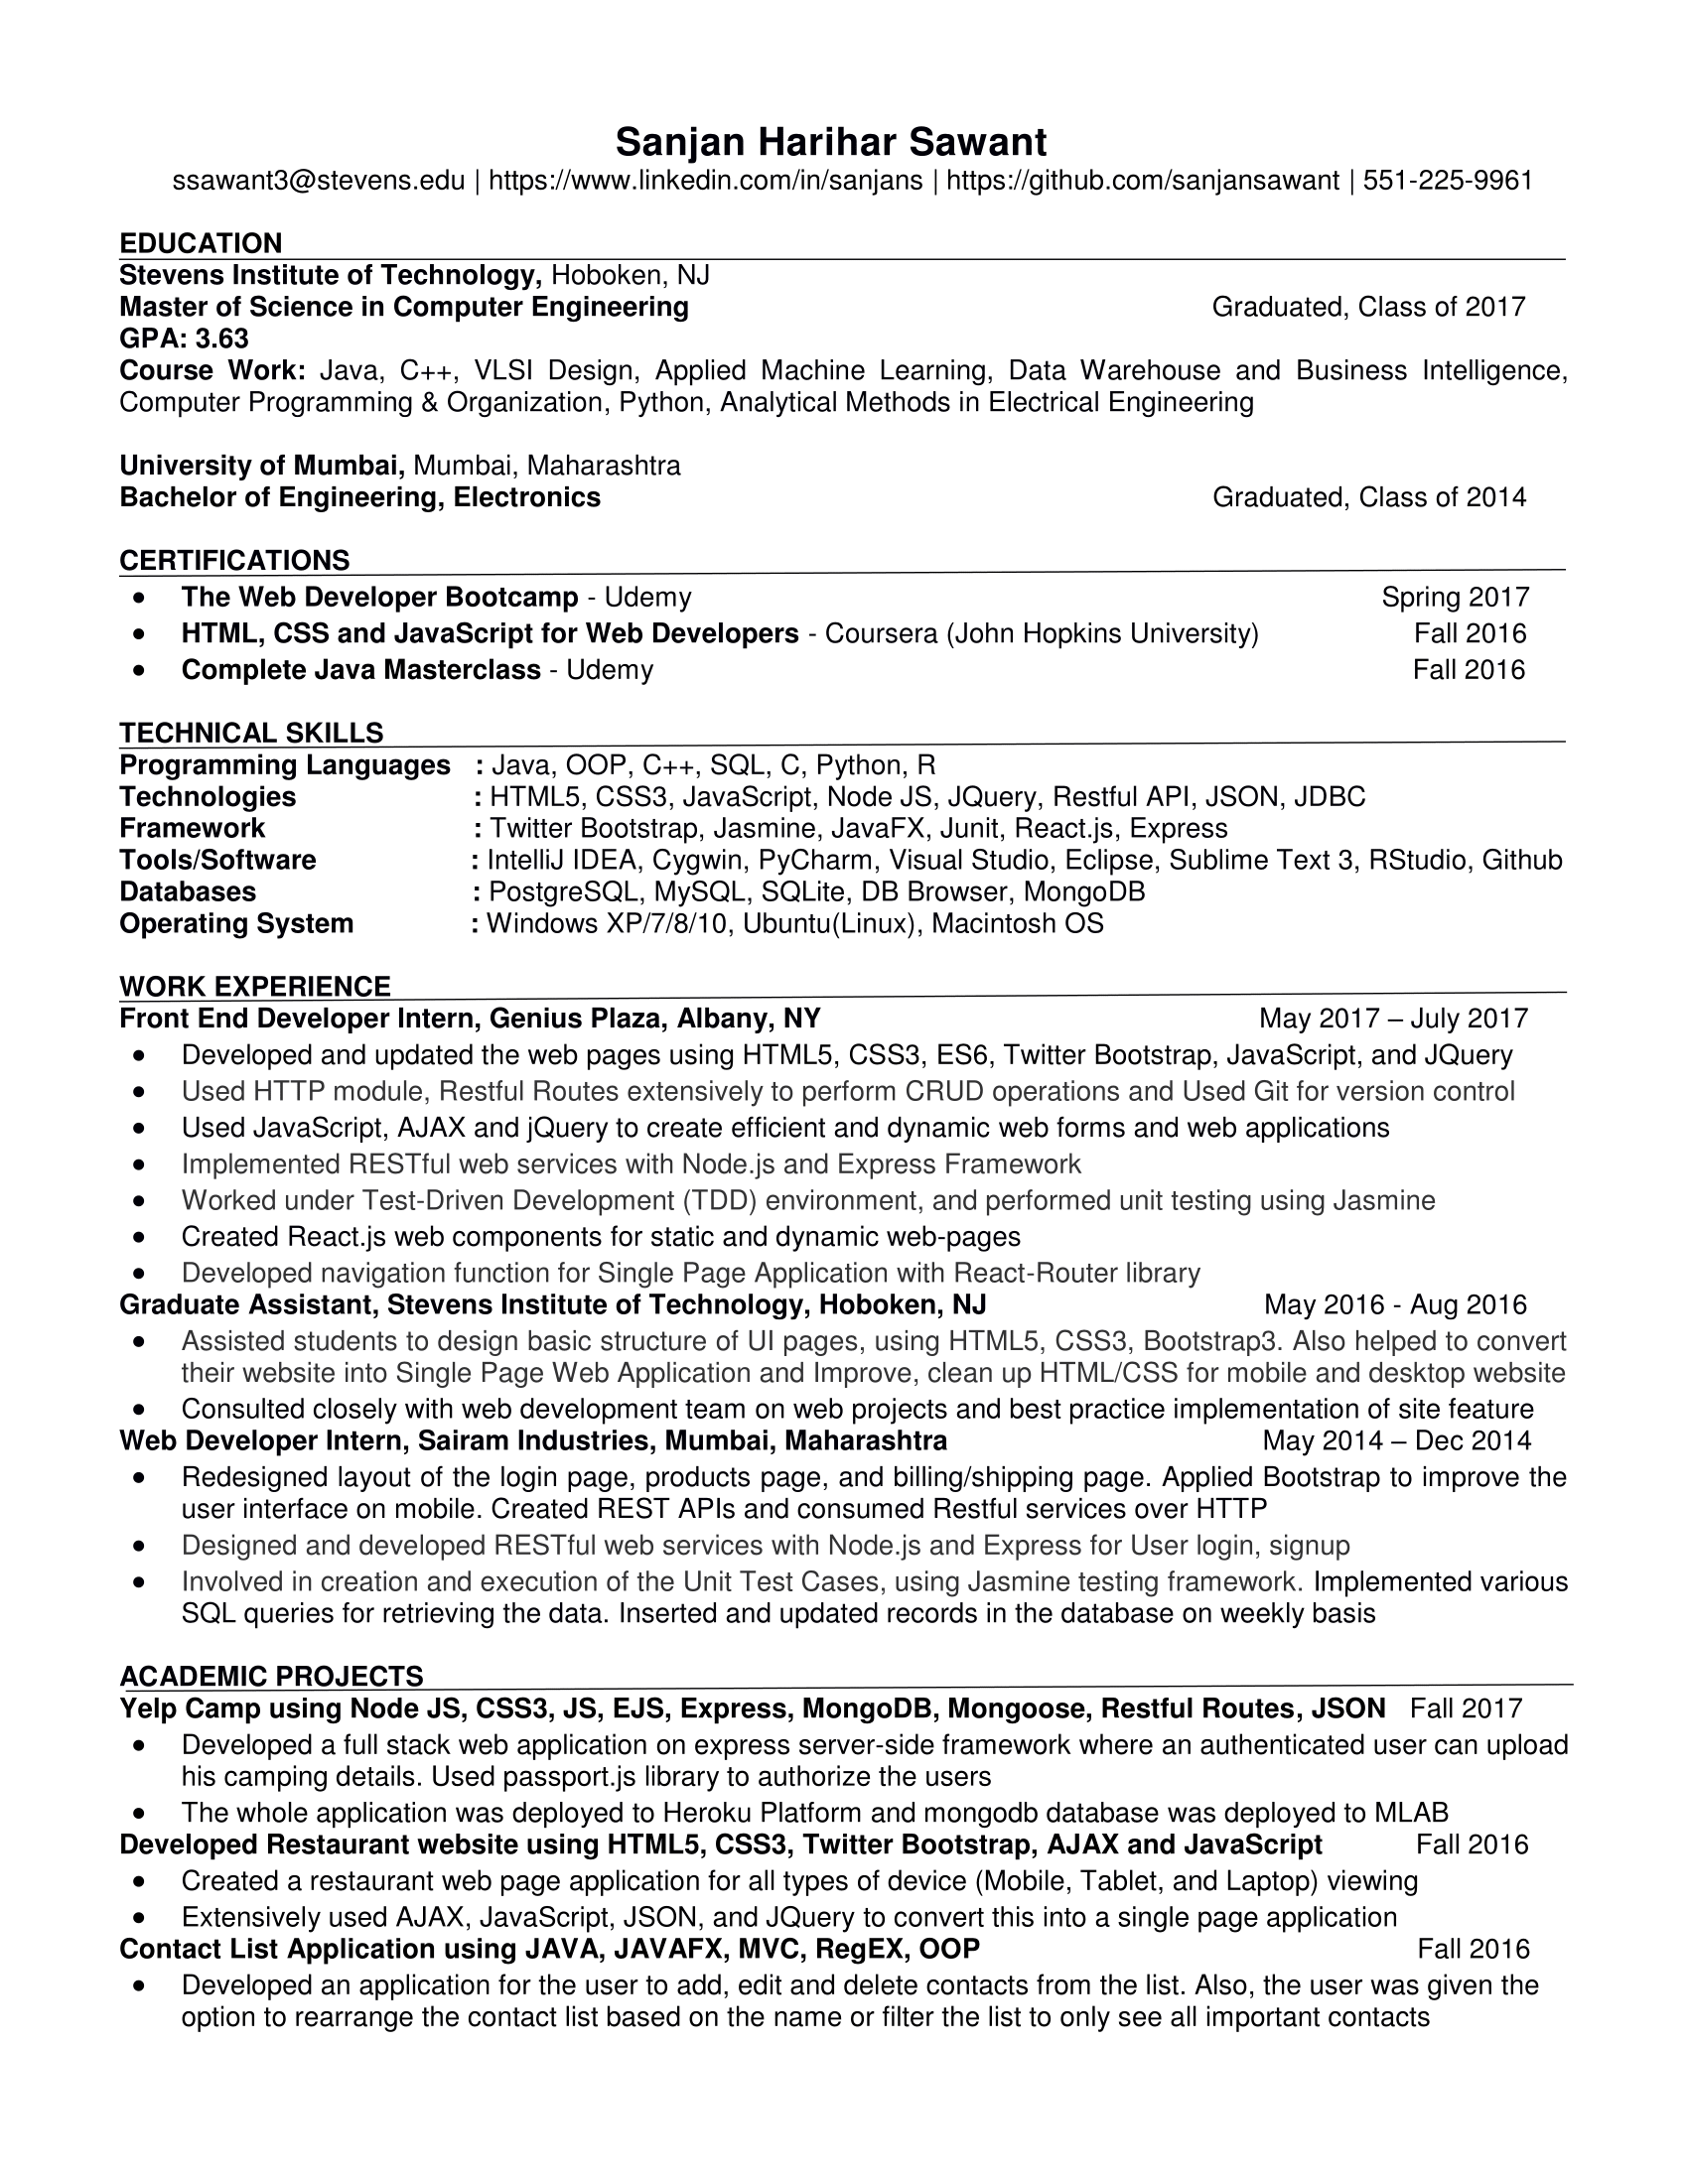 Sanjan Harihar Sawant
ssawant3@stevens.edu | https://www.linkedin.com/in/sanjans | https://github.com/sanjansawant | 551-225-9961
EDUCATION
Stevens Institute of Technology, Hoboken, NJ
Master of Science in Computer Engineering Graduated, Class of 2017
GPA: 3.63
Course Work: Java, C++, VLSI Design, Applied Machine Learning, Data Warehouse and Business Intelligence,
Computer Programming & Organization, Python, Analytical Methods in Electrical Engineering
University of Mumbai, Mumbai, Maharashtra
Bachelor of Engineering, Electronics Graduated, Class of 2014
CERTIFICATIONS
• The Web Developer Bootcamp - Udemy Spring 2017
• HTML, CSS and JavaScript for Web Developers - Coursera (John Hopkins University) Fall 2016
• Complete Java Masterclass - Udemy Fall 2016
TECHNICAL SKILLS
Programming Languages : Java, OOP, C++, SQL, C, Python, R
Technologies : HTML5, CSS3, JavaScript, Node JS, JQuery, Restful API, JSON, JDBC
Framework : Twitter Bootstrap, Jasmine, JavaFX, Junit, React.js, Express
Tools/Software : IntelliJ IDEA, Cygwin, PyCharm, Visual Studio, Eclipse, Sublime Text 3, RStudio, Github
Databases : PostgreSQL, MySQL, SQLite, DB Browser, MongoDB
Operating System : Windows XP/7/8/10, Ubuntu(Linux), Macintosh OS
WORK EXPERIENCE
Front End Developer Intern, Genius Plaza, Albany, NY May 2017 – July 2017
• Developed and updated the web pages using HTML5, CSS3, ES6, Twitter Bootstrap, JavaScript, and JQuery
• Used HTTP module, Restful Routes extensively to perform CRUD operations and Used Git for version control
• Used JavaScript, AJAX and jQuery to create efficient and dynamic web forms and web applications
• Implemented RESTful web services with Node.js and Express Framework
• Worked under Test-Driven Development (TDD) environment, and performed unit testing using Jasmine
• Created React.js web components for static and dynamic web-pages
• Developed navigation function for Single Page Application with React-Router library
Graduate Assistant, Stevens Institute of Technology, Hoboken, NJ May 2016 - Aug 2016
• Assisted students to design basic structure of UI pages, using HTML5, CSS3, Bootstrap3. Also helped to convert
their website into Single Page Web Application and Improve, clean up HTML/CSS for mobile and desktop website
• Consulted closely with web development team on web projects and best practice implementation of site feature
Web Developer Intern, Sairam Industries, Mumbai, Maharashtra May 2014 – Dec 2014
• Redesigned layout of the login page, products page, and billing/shipping page. Applied Bootstrap to improve the
user interface on mobile. Created REST APIs and consumed Restful services over HTTP
• Designed and developed RESTful web services with Node.js and Express for User login, signup
• Involved in creation and execution of the Unit Test Cases, using Jasmine testing framework. Implemented various
SQL queries for retrieving the data. Inserted and updated records in the database on weekly basis
ACADEMIC PROJECTS
Yelp Camp using Node JS, CSS3, JS, EJS, Express, MongoDB, Mongoose, Restful Routes, JSON Fall 2017
• Developed a full stack web application on express server-side framework where an authenticated user can upload
his camping details. Used passport.js library to authorize the users
• The whole application was deployed to Heroku Platform and mongodb database was deployed to MLAB
Developed Restaurant website using HTML5, CSS3, Twitter Bootstrap, AJAX and JavaScript Fall 2016
• Created a restaurant web page application for all types of device (Mobile, Tablet, and Laptop) viewing
• Extensively used AJAX, JavaScript, JSON, and JQuery to convert this into a single page application
Contact List Application using JAVA, JAVAFX, MVC, RegEX, OOP Fall 2016
• Developed an application for the user to add, edit and delete contacts from the list. Also, the user was given the
option to rearrange the contact list based on the name or filter the list to only see all important contacts